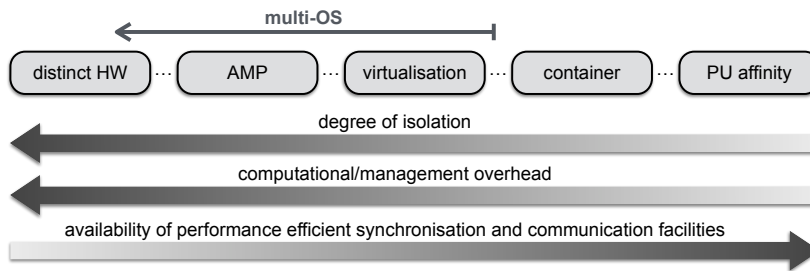 multi-OS
distinct HW ... AMP ... virtualisation ... container ... PU affinity
degree of isolation
computational/management overhead
availability of performance efficient synchronisation and communication facilities